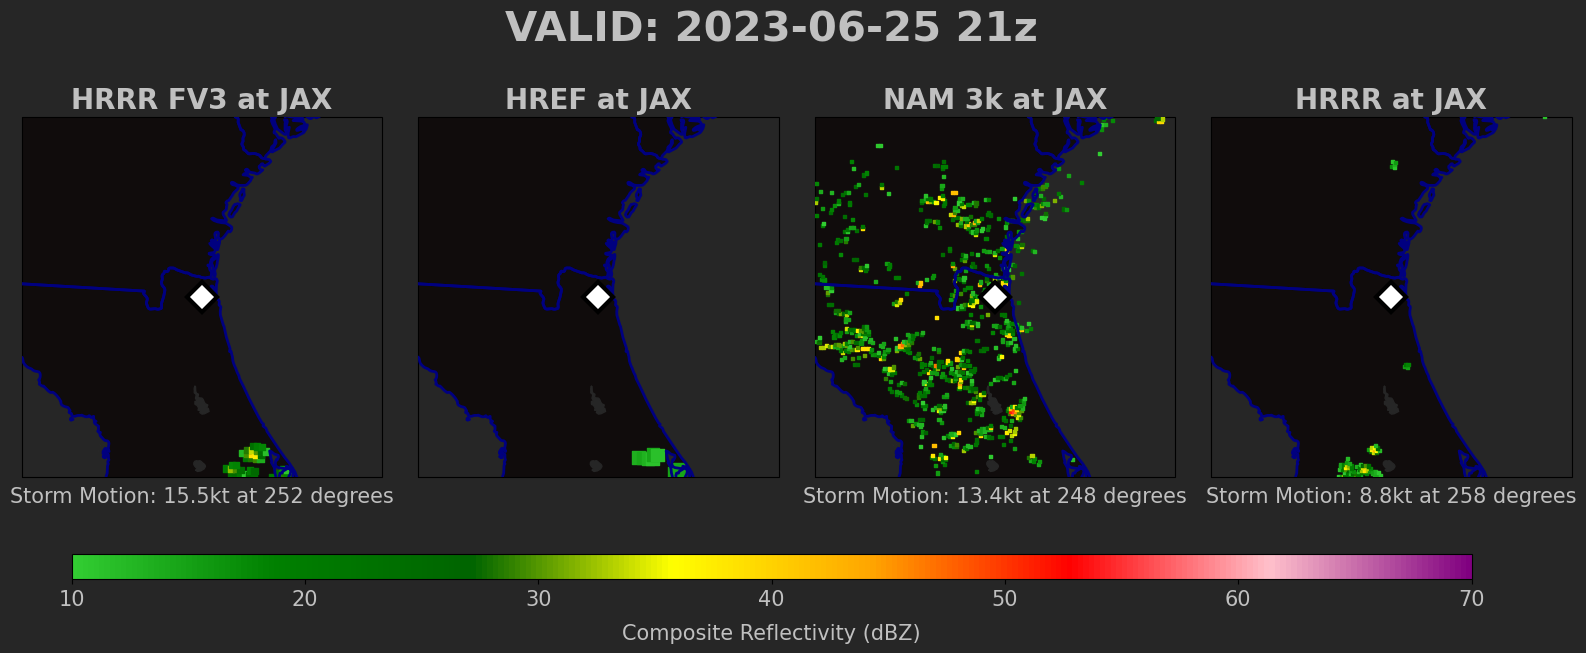 VALID: 2023-06-25 21z
HRRR FV3 at JAX
HREF at JAX
NAM 3k at JAX
HRRR at JAX
Storm Motion: 15.5kt at 252 degrees
Storm Motion: 13.4kt at 248 degrees
Storm Motion: 8.8kt at 258 degrees
10 20 30 40 50 60 70
Composite Reflectivity (dBZ)